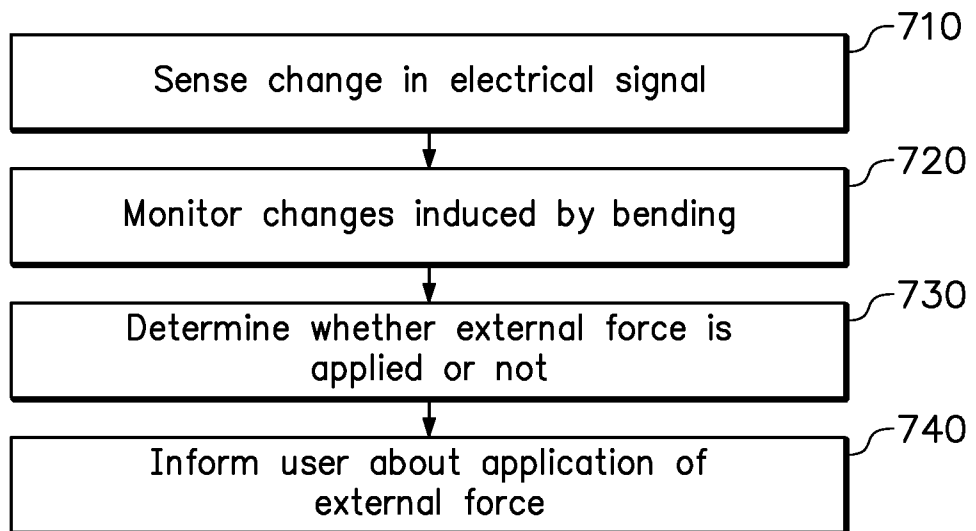 710
Sense change in electrical signal
720
Monitor changes induced by bending
730
Determine whether external force is
applied or not
740
Inform user about application of
external force